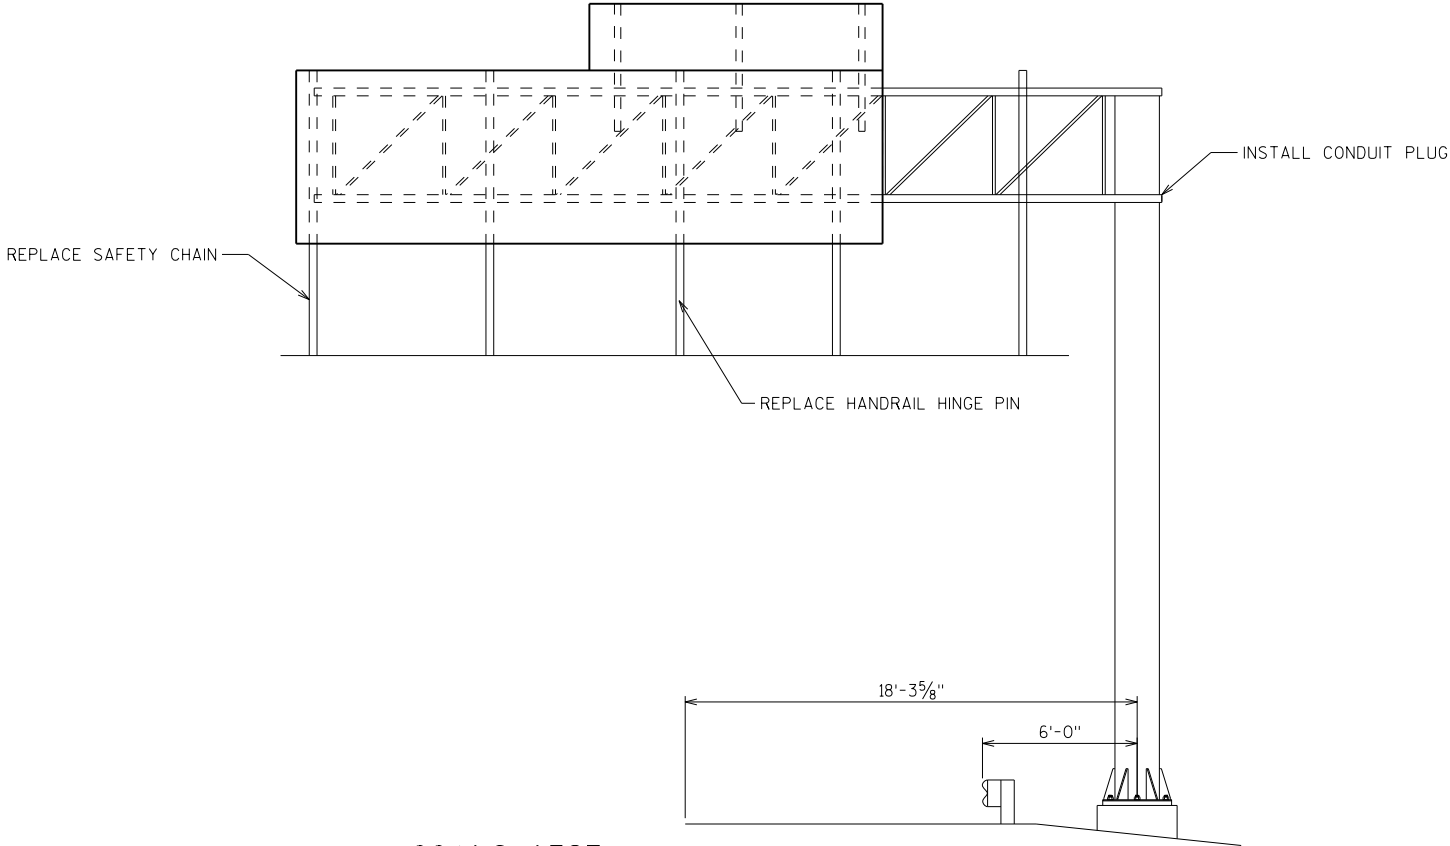 INSTALL CONDUIT PLUG
REPLACE SAFETY CHAIN
REPLACE HANDRAIL HINGE PIN
18'-3⅝"
6'-0"